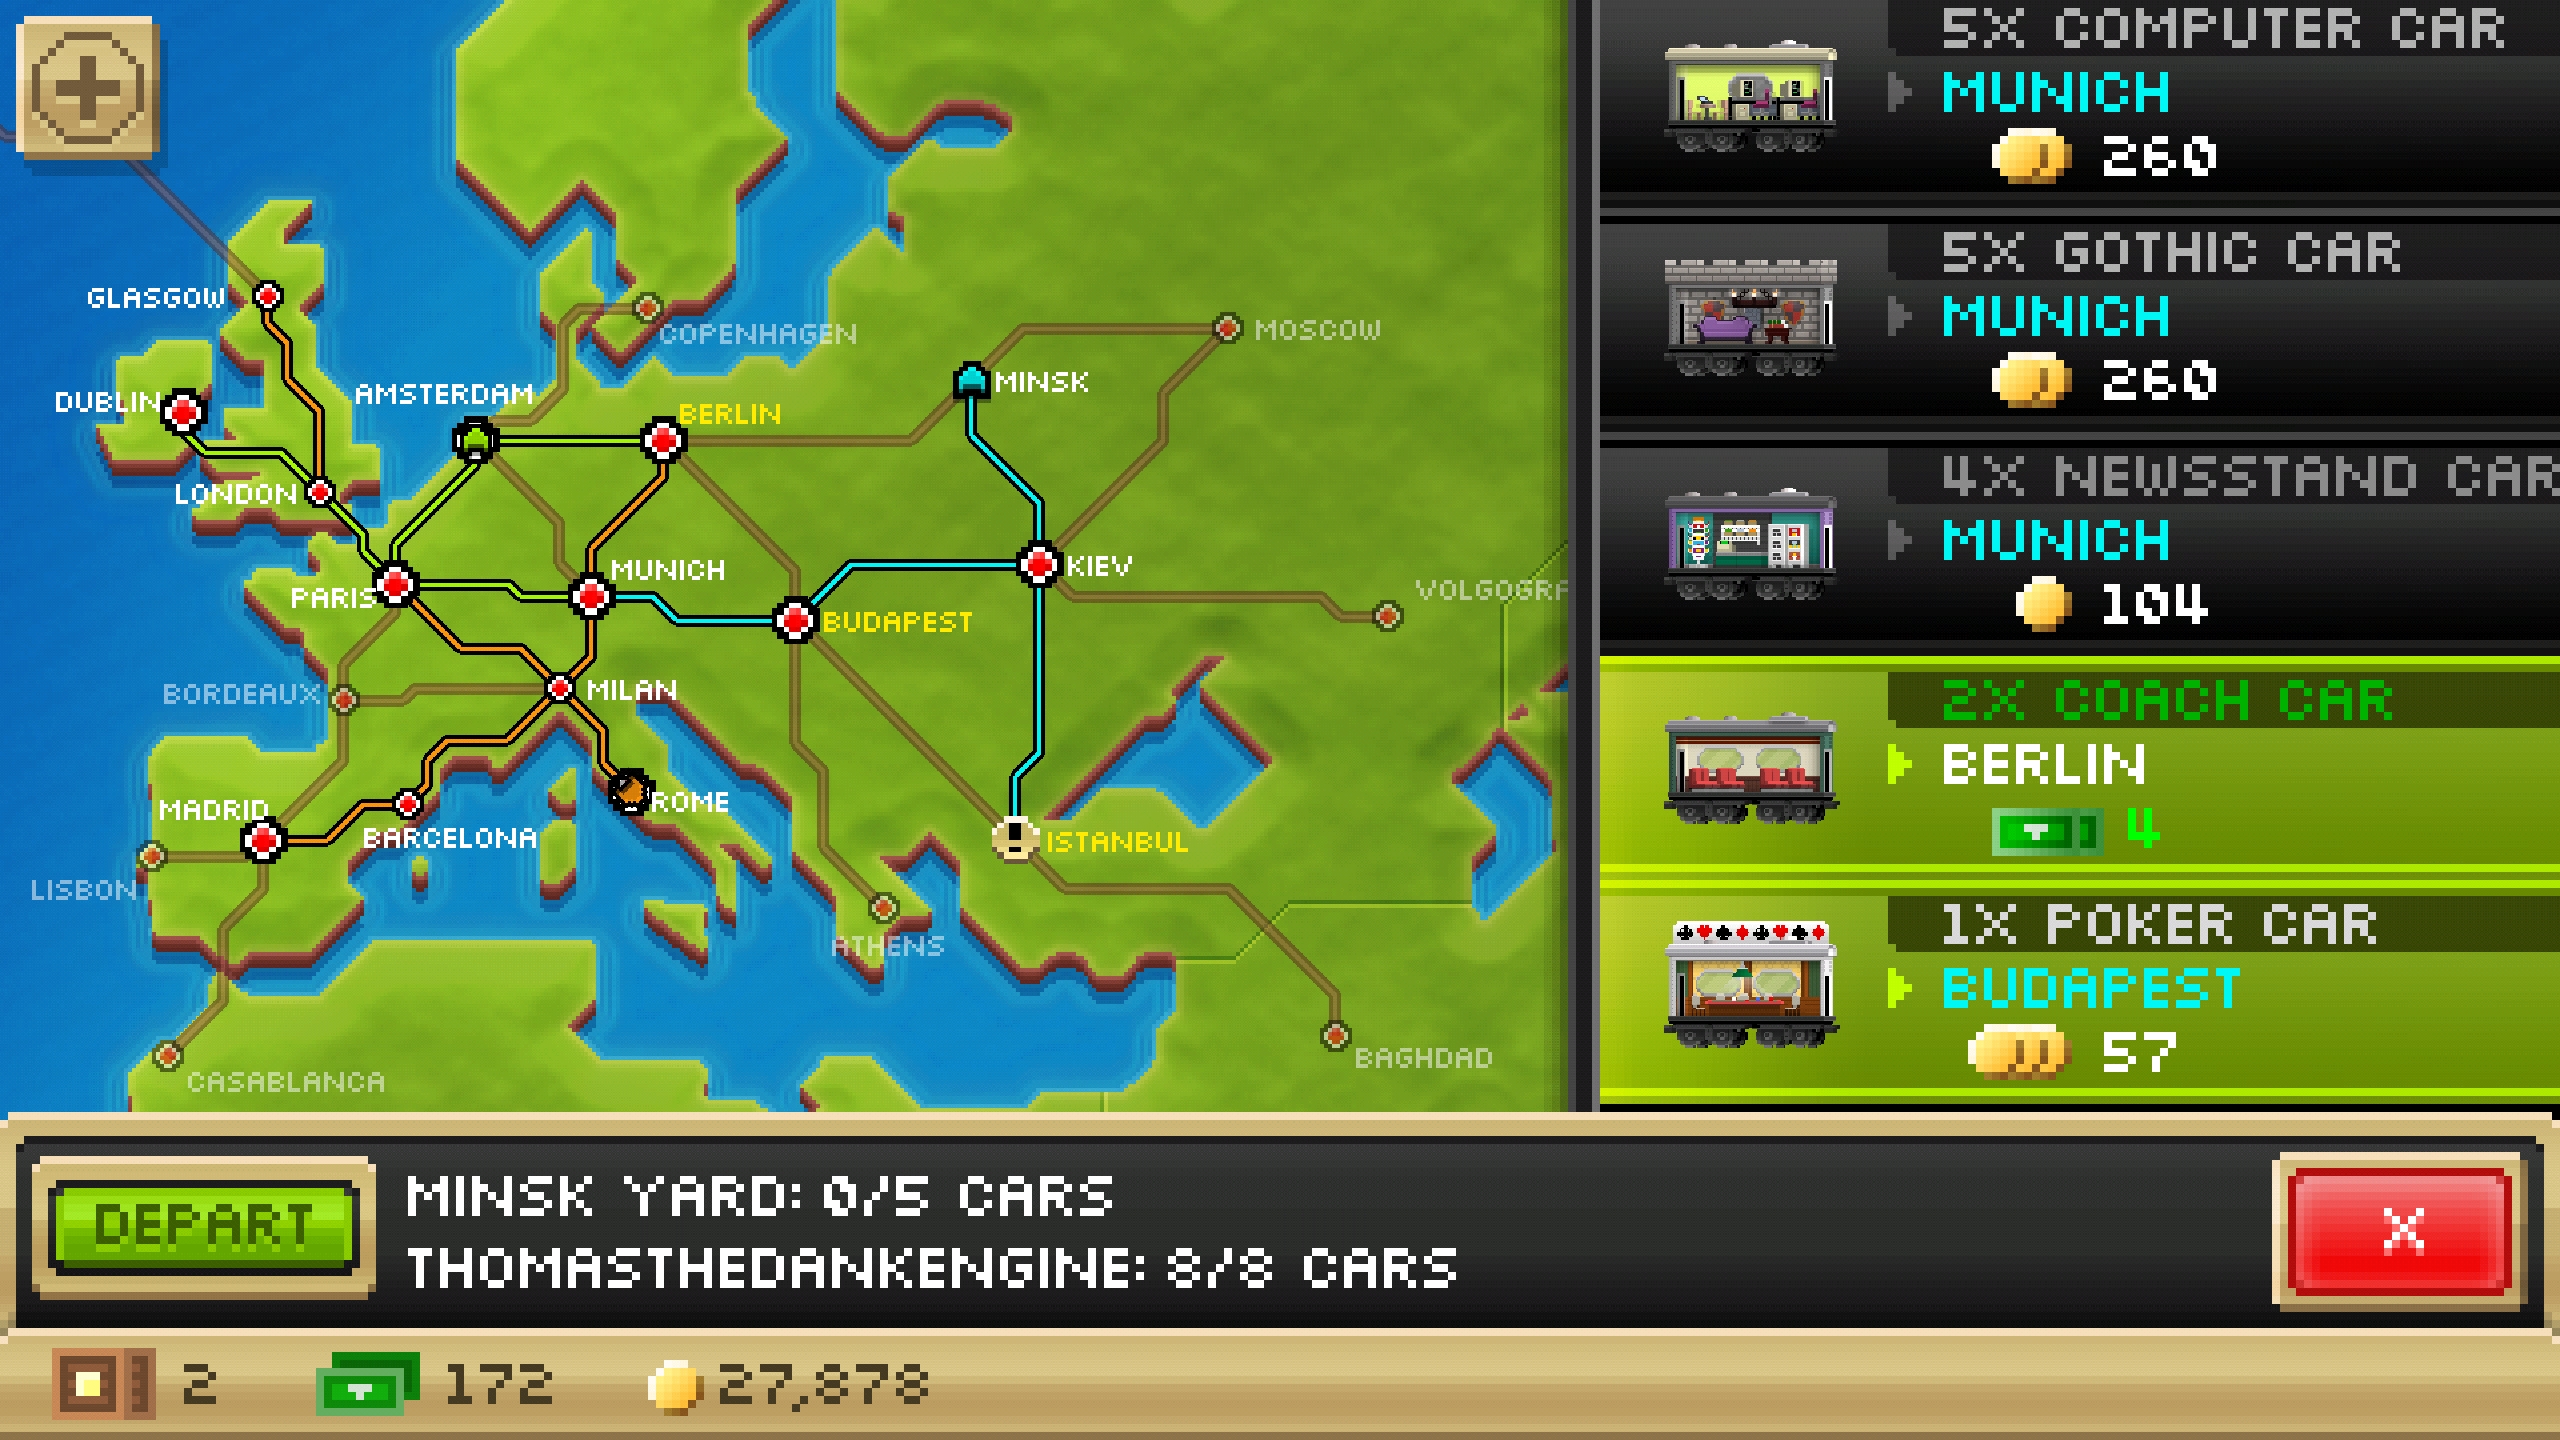 GLASGOW
DUBLIN
LONDON
AMSTERDAM
BERLIN
COPENHAGEN
MOSCOW
MINSK
PARIS
MUNICH
BUDAPEST
KIEV
VOLGOGRA
BORDEAUX
MILAN
MADRID
BARCELONA
ROME
ISTANBUL
LISBON
ATHENS
CASABLANCA
BAGHDAD
5X COMPUTER CAR
MUNICH
260
5X GOTHIC CAR
MUNICH
260
4X NEWSSTAND CAR
MUNICH
104
2X COACH CAR
BERLIN
4
1X POKER CAR
BUDAPEST
57
DEPART
MINSK YARD: 0/5 CARS
THOMASTHEDANKENGINE: 8/8 CARS
X
2 172 27,878